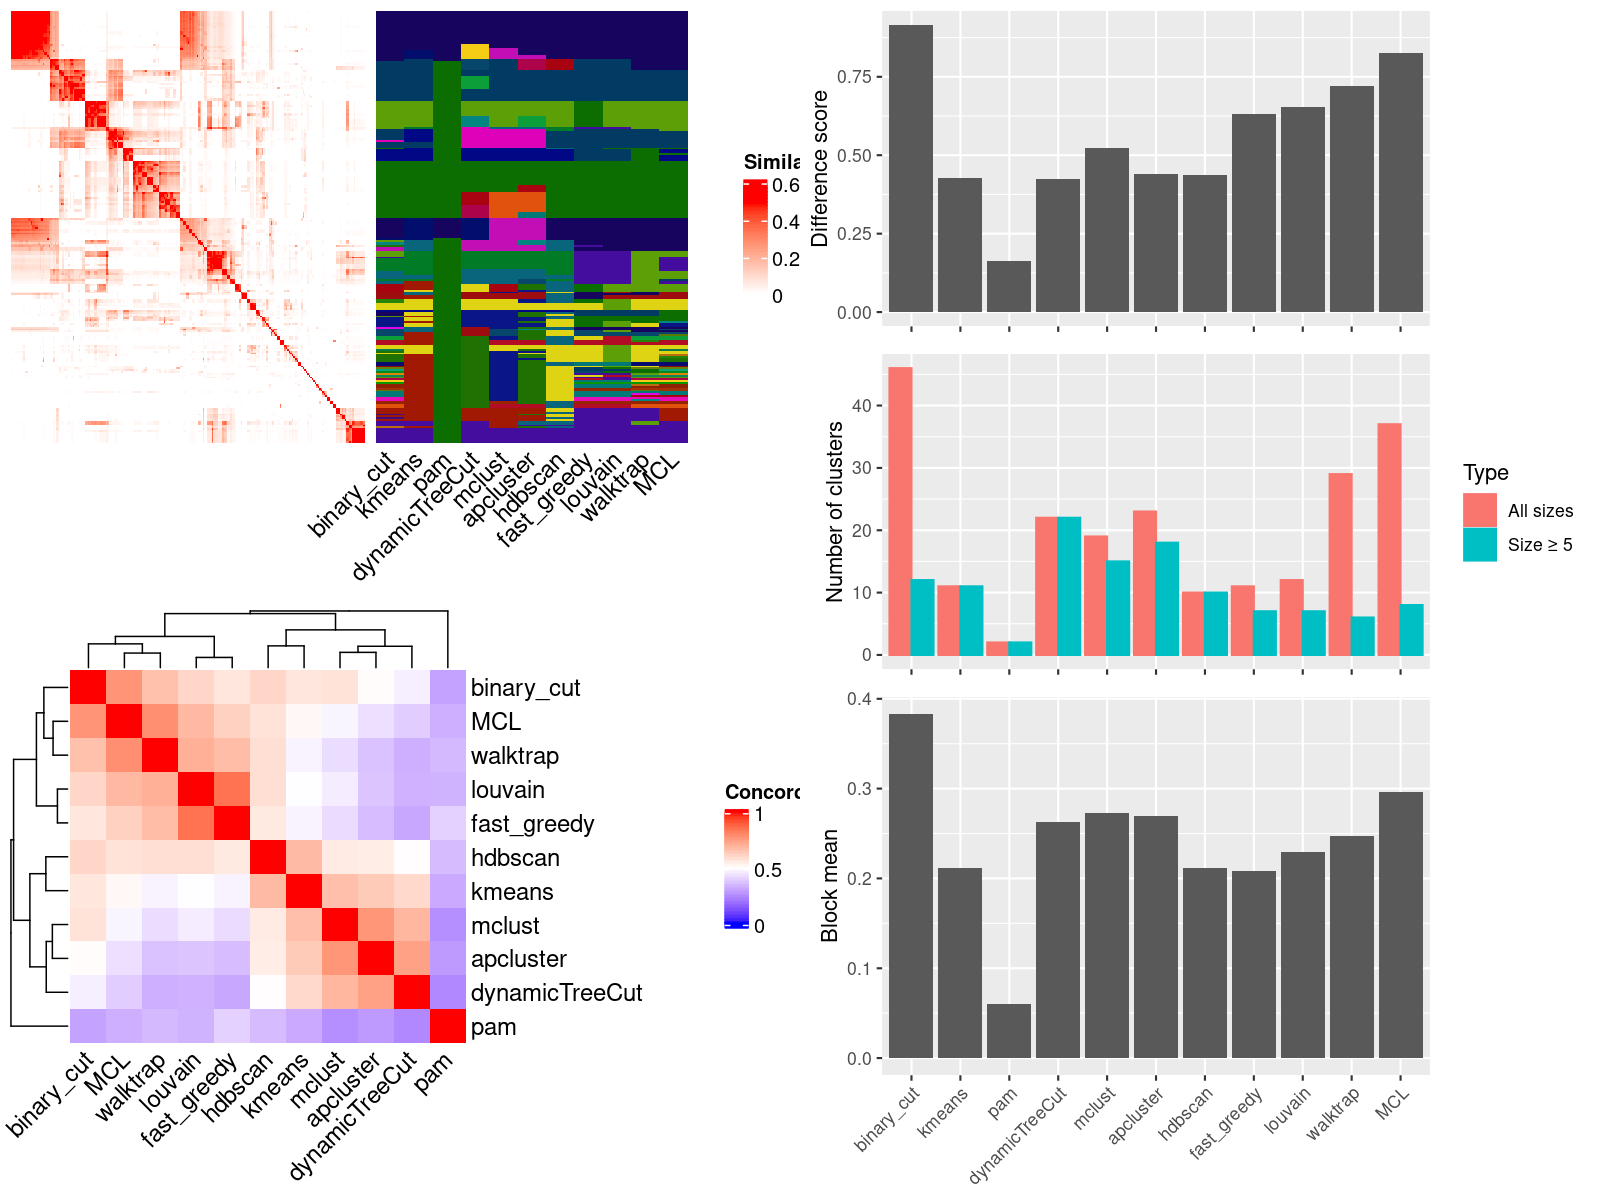 Simila
0.6
0.4
0.2
0
binary_cut
kmeans
pam
dynamicTreeCut
mclust
apcluster
hdbscan
fast_greedy
louvain
walktrap
MCL
Difference score
0.75
0.50
0.25
0.00
Number of clusters
40
30
20
10
0
Type
All sizes
Size ≥ 5
binary_cut
MCL
walktrap
louvain
fast_greedy
hdbscan
kmeans
mclust
apcluster
dynamicTreeCut
pam
binary_cut
MCL
walktrap
louvain
fast_greedy
hdbscan
kmeans
mclust
apcluster
dynamicTreeCut
pam
Concord
1
0.5
0
Block mean
0.4
0.3
0.2
0.1
0.0
binary_cut
kmeans
pam
dynamicTreeCut
mclust
apcluster
hdbscan
fast_greedy
louvain
walktrap
MCL